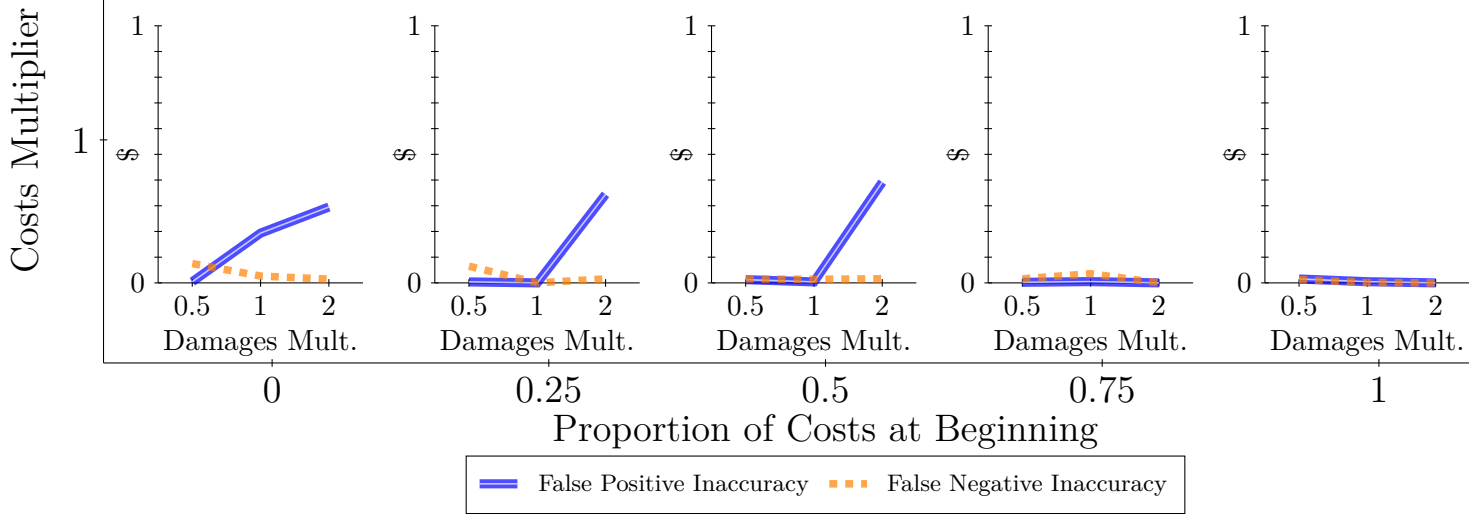 Costs Multiplier
1
1
$
0
0.5 1 2
Damages Mult.
1
$
0
0.5 1 2
Damages Mult.
1
$
0
0.5 1 2
Damages Mult.
1
$
0
0.5 1 2
Damages Mult.
1
$
0
0.5 1 2
Damages Mult.
0 0.25 0.5 0.75 1
Proportion of Costs at Beginning
False Positive Inaccuracy False Negative Inaccuracy